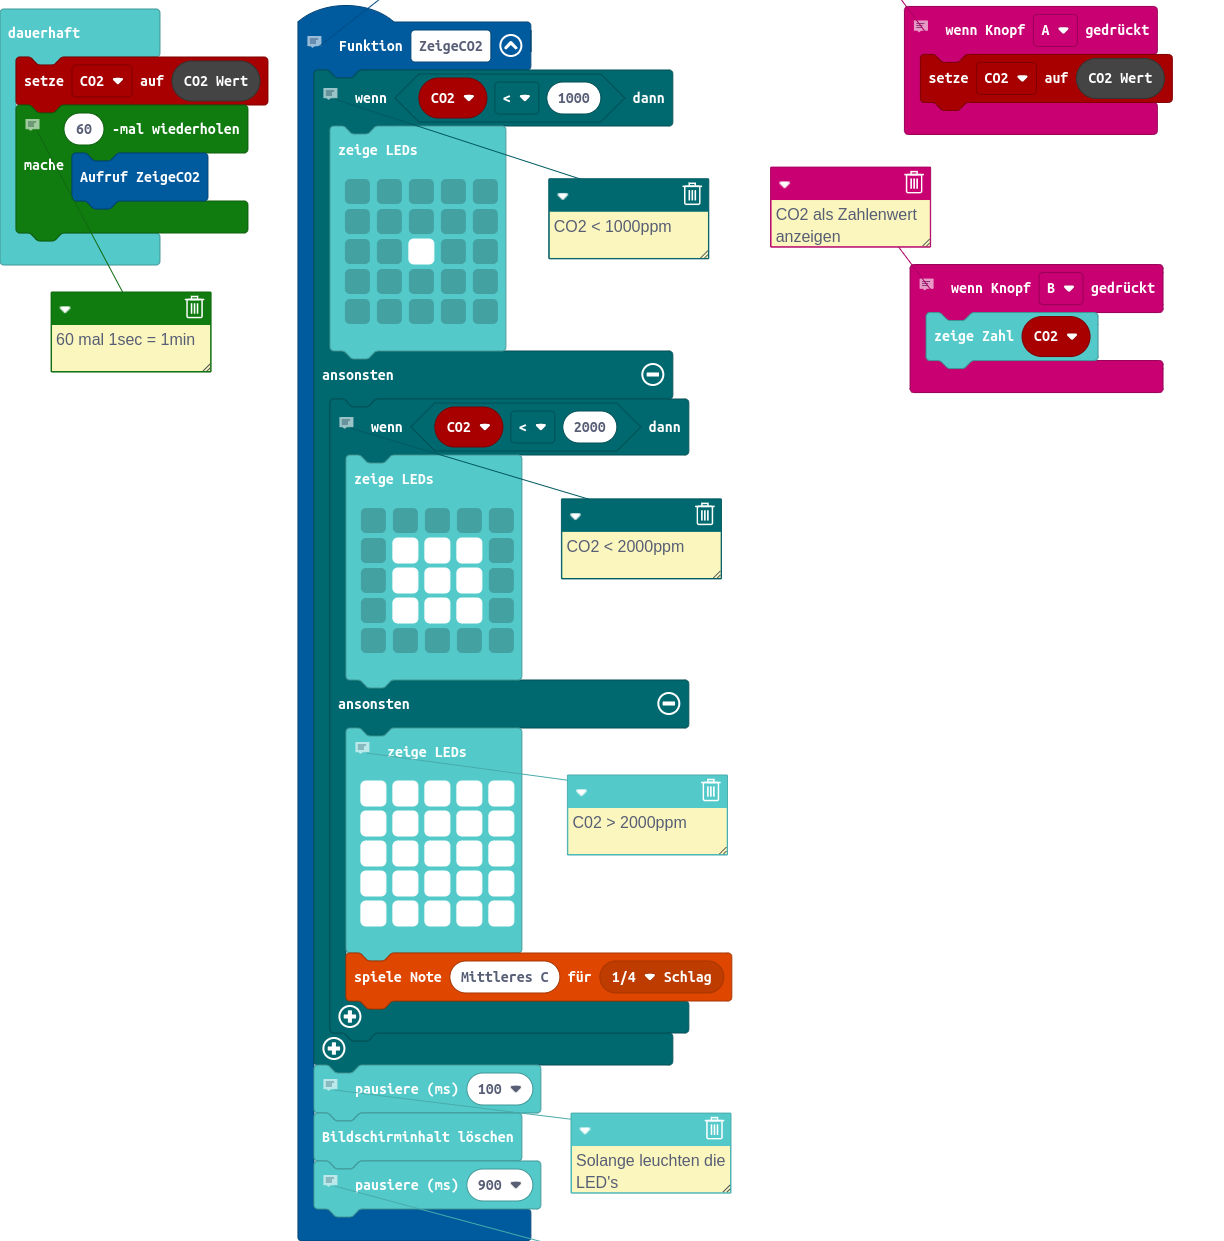 dauerhaft
setze CO2 auf CO2 Wert
60 -mal wiederholen
mache Aufruf ZeigeCO2
60 mal 1sec = 1min
Funktion ZeigeCO2
wenn CO2 < 1000 dann
zeige LEDs
CO2 < 1000ppm
ansonsten
wenn CO2 < 2000 dann
zeige LEDs
CO2 < 2000ppm
ansonsten
zeige LEDs
C02 > 2000ppm
spiele Note Mittleres C für 1/4 Schlag
pausiere (ms) 100
Bildschirminhalt löschen
Solange leuchten die
LED's
pausiere (ms) 900
wenn Knopf A gedrückt
setze CO2 auf CO2 Wert
CO2 als Zahlenwert
anzeigen
wenn Knopf B gedrückt
zeige Zahl CO2